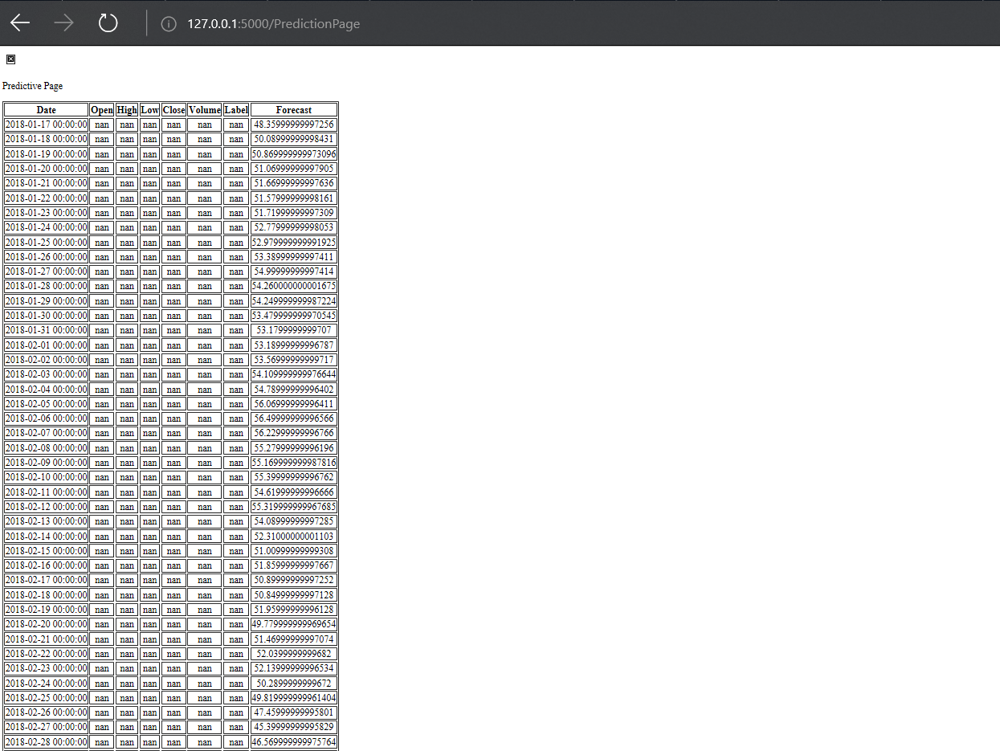 127.0.0.1:5000/PredictionPage
Predictive Page
Date Open High Low Close Volume Label Forecast
2018-01-17 00:00:00 nan nan nan nan nan nan 48.35999999997256
2018-01-18 00:00:00 nan nan nan nan nan nan 50.08999999998431
2018-01-19 00:00:00 nan nan nan nan nan nan 50.869999999973096
2018-01-20 00:00:00 nan nan nan nan nan nan 51.06999999997905
2018-01-21 00:00:00 nan nan nan nan nan nan 51.66999999997636
2018-01-22 00:00:00 nan nan nan nan nan nan 51.57999999998161
2018-01-23 00:00:00 nan nan nan nan nan nan 51.71999999997309
2018-01-24 00:00:00 nan nan nan nan nan nan 52.77999999998053
2018-01-25 00:00:00 nan nan nan nan nan nan 52.979999999991925
2018-01-26 00:00:00 nan nan nan nan nan nan 53.38999999997411
2018-01-27 00:00:00 nan nan nan nan nan nan 54.99999999997414
2018-01-28 00:00:00 nan nan nan nan nan nan 54.260000000001675
2018-01-29 00:00:00 nan nan nan nan nan nan 54.249999999987224
2018-01-30 00:00:00 nan nan nan nan nan nan 53.479999999970545
2018-01-31 00:00:00 nan nan nan nan nan nan 53.1799999999707
2018-02-01 00:00:00 nan nan nan nan nan nan 53.18999999996787
2018-02-02 00:00:00 nan nan nan nan nan nan 53.56999999999717
2018-02-03 00:00:00 nan nan nan nan nan nan 54.109999999976644
2018-02-04 00:00:00 nan nan nan nan nan nan 54.78999999996402
2018-02-05 00:00:00 nan nan nan nan nan nan 56.06999999996411
2018-02-06 00:00:00 nan nan nan nan nan nan 56.49999999996566
2018-02-07 00:00:00 nan nan nan nan nan nan 56.22999999996766
2018-02-08 00:00:00 nan nan nan nan nan nan 55.27999999996196
2018-02-09 00:00:00 nan nan nan nan nan nan 55.169999999987816
2018-02-10 00:00:00 nan nan nan nan nan nan 55.39999999996762
2018-02-11 00:00:00 nan nan nan nan nan nan 54.61999999996666
2018-02-12 00:00:00 nan nan nan nan nan nan 55.319999999967685
2018-02-13 00:00:00 nan nan nan nan nan nan 54.08999999997285
2018-02-14 00:00:00 nan nan nan nan nan nan 52.31000000001103
2018-02-15 00:00:00 nan nan nan nan nan nan 51.00999999999308
2018-02-16 00:00:00 nan nan nan nan nan nan 51.85999999997667
2018-02-17 00:00:00 nan nan nan nan nan nan 50.89999999997252
2018-02-18 00:00:00 nan nan nan nan nan nan 50.84999999997128
2018-02-19 00:00:00 nan nan nan nan nan nan 51.95999999996128
2018-02-20 00:00:00 nan nan nan nan nan nan 49.779999999969654
2018-02-21 00:00:00 nan nan nan nan nan nan 51.46999999997074
2018-02-22 00:00:00 nan nan nan nan nan nan 52.0399999999682
2018-02-23 00:00:00 nan nan nan nan nan nan 52.13999999996534
2018-02-24 00:00:00 nan nan nan nan nan nan 50.2899999999672
2018-02-25 00:00:00 nan nan nan nan nan nan 49.819999999961404
2018-02-26 00:00:00 nan nan nan nan nan nan 47.45999999995801
2018-02-27 00:00:00 nan nan nan nan nan nan 45.39999999995829
2018-02-28 00:00:00 nan nan nan nan nan nan 46.569999999975764